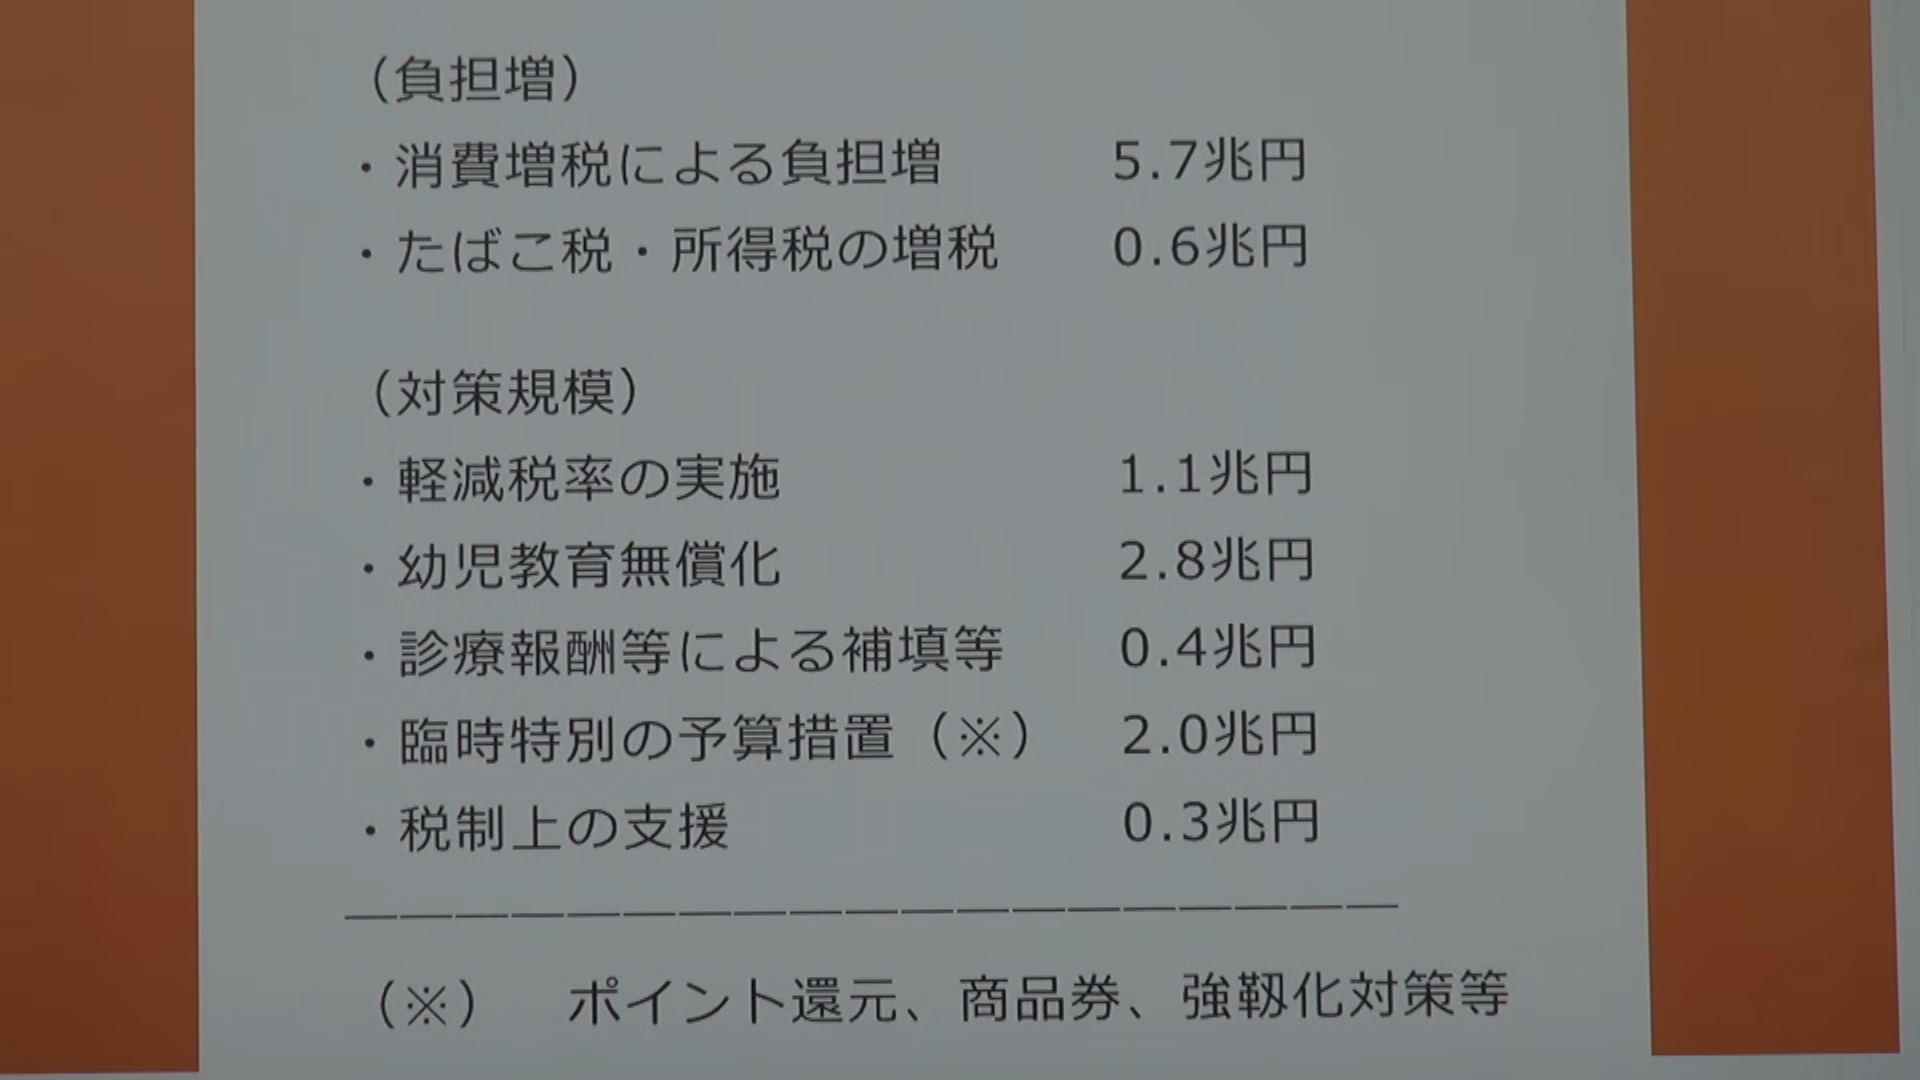 （負担増）
・消費増税による負担増 5.7兆円
・たばこ税・所得税の増税 0.6兆円
（対策規模）
・軽減税率の実施 1.1兆円
・幼児教育無償化 2.8兆円
・診療報酬等による補填等 0.4兆円
・臨時特別の予算措置（※） 2.0兆円
・税制上の支援 0.3兆円
（※） ポイント還元、商品券、強靱化対策等